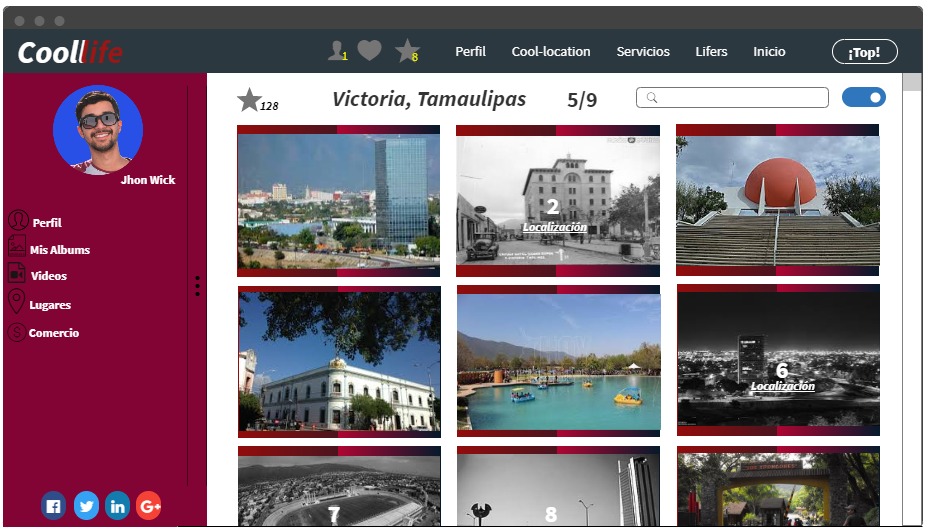 Coollife
1
8
Perfil
Cool-location
Servicios
Lifers
Inicio
¡Top!
128
Victoria, Tamaulipas
5/9
Jhon Wick
Perfil
Mis Albums
Videos
Lugares
Comercio
2
Localización
1
6
Localización
7
8